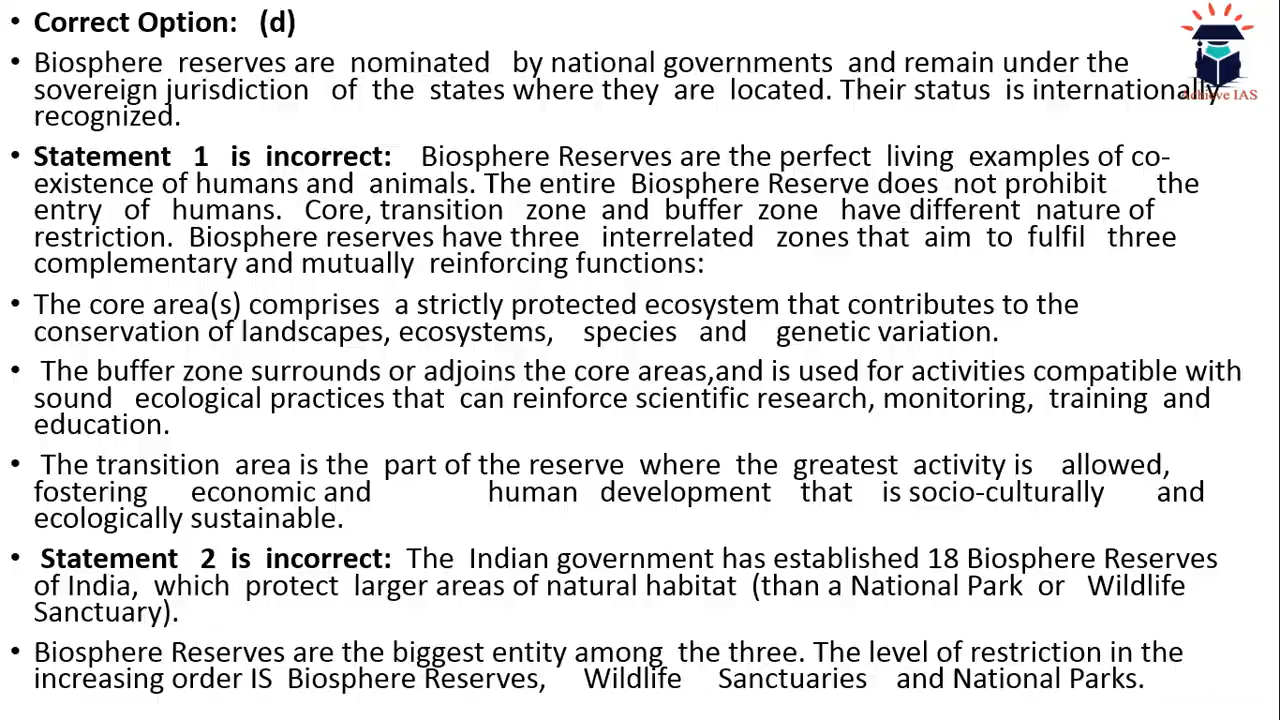 • Correct Option: (d)
• Biosphere reserves are nominated by national governments and remain under the
sovereign jurisdiction of the states where they are located. Their status is internationally
recognized.
Achieve IAS
• Statement 1 is incorrect: Biosphere Reserves are the perfect living examples of co-
existence of humans and animals. The entire Biosphere Reserve does not prohibit the
entry of humans. Core, transition zone and buffer zone have different nature of
restriction. Biosphere reserves have three interrelated zones that aim to fulfil three
complementary and mutually reinforcing functions:
• The core area(s) comprises a strictly protected ecosystem that contributes to the
conservation of landscapes, ecosystems, species and genetic variation.
• The buffer zone surrounds or adjoins the core areas,and is used for activities compatible with
sound ecological practices that can reinforce scientific research, monitoring, training and
education.
• The transition area is the part of the reserve where the greatest activity is allowed,
fostering economic and human development that is socio-culturally and
ecologically sustainable.
• Statement 2 is incorrect: The Indian government has established 18 Biosphere Reserves
of India, which protect larger areas of natural habitat (than a National Park or Wildlife
Sanctuary).
• Biosphere Reserves are the biggest entity among the three. The level of restriction in the
increasing order IS Biosphere Reserves, Wildlife Sanctuaries and National Parks.